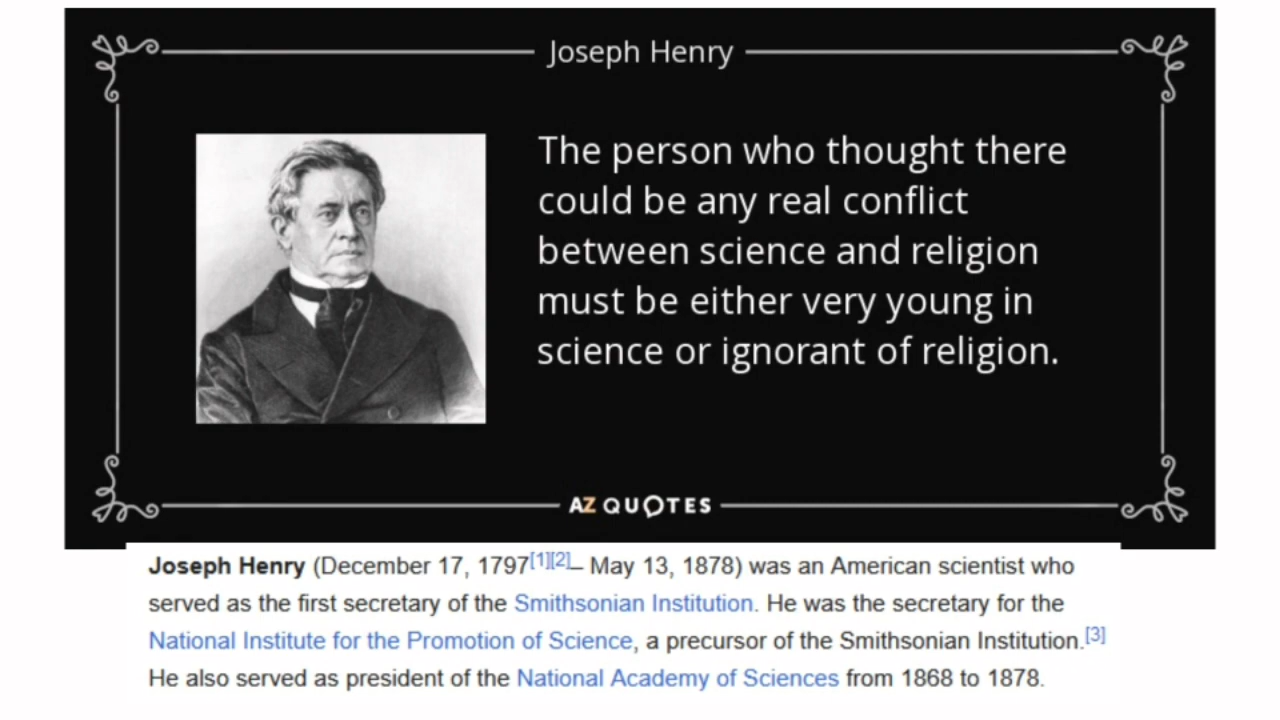 Joseph Henry
The person who thought there
could be any real conflict
between science and religion
must be either very young in
science or ignorant of religion.
AZ QUOTES
Joseph Henry (December 17, 1797[1][2]– May 13, 1878) was an American scientist who
served as the first secretary of the Smithsonian Institution. He was the secretary for the
National Institute for the Promotion of Science, a precursor of the Smithsonian Institution.[3]
He also served as president of the National Academy of Sciences from 1868 to 1878.